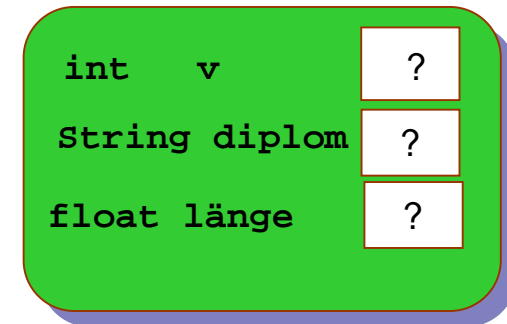 int v ?
String diplom ?
float länge ?